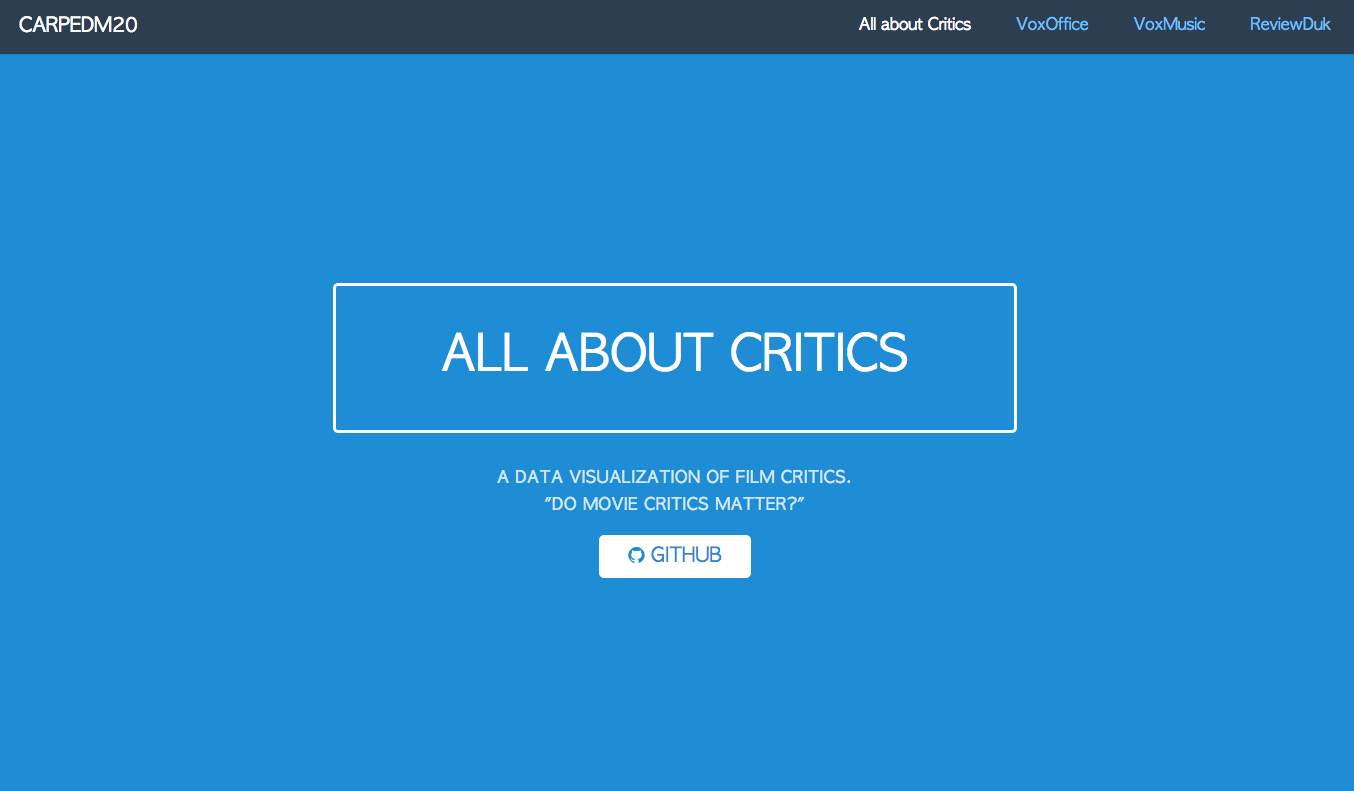 CARPEDM20
All about Critics
VoxOffice
VoxMusic
ReviewDuk
ALL ABOUT CRITICS
A DATA VISUALIZATION OF FILM CRITICS.
"DO MOVIE CRITICS MATTER?"
GITHUB